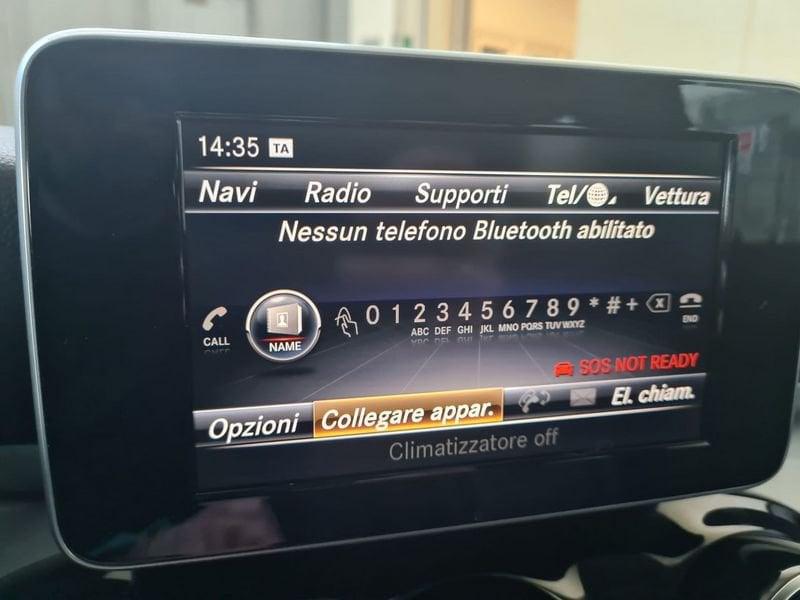 14:35 TA
Navi Radio Supporti Tel/ Vettura
Nessun telefono Bluetooth abilitato
CALL NAME 0 1 2 3 4 5 6 7 8 9 * # + END
ABC DEF GHI JKL MNO PQRS TUV WXYZ
SOS NOT READY
Opzioni Collegare appar. El. chiam.
Climatizzatore off